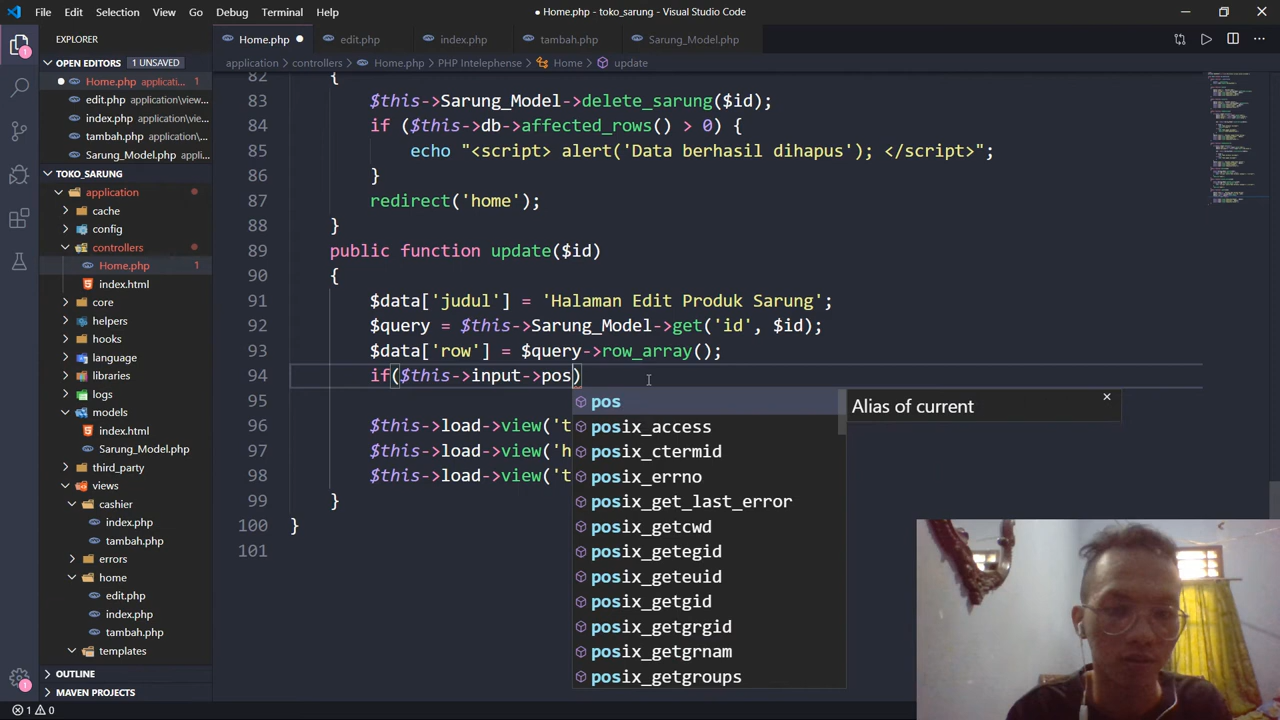 File Edit Selection View Go Debug Terminal Help
● Home.php - toko_sarung - Visual Studio Code
EXPLORER
OPEN EDITORS 1 UNSAVED
Home.php applicati... 1
edit.php application\view...
index.php application\vie...
tambah.php application\...
Sarung_Model.php appl...
TOKO_SARUNG
application
cache
config
controllers
Home.php 1
index.html
core
helpers
hooks
language
libraries
logs
models
index.html
Sarung_Model.php
third_party
views
cashier
index.php
tambah.php
errors
home
edit.php
index.php
tambah.php
templates
OUTLINE
MAVEN PROJECTS
1 0
Home.php edit.php index.php tambah.php Sarung_Model.php
application > controllers > Home.php > PHP Intelephense > Home > update
82 {
83 $this->Sarung_Model->delete_sarung($id);
84 if ($this->db->affected_rows() > 0) {
85 echo "<script> alert('Data berhasil dihapus'); </script>";
86 }
87 redirect('home');
88 }
89 public function update($id)
90 {
91 $data['judul'] = 'Halaman Edit Produk Sarung';
92 $query = $this->Sarung_Model->get('id', $id);
93 $data['row'] = $query->row_array();
94 if($this->input->pos)
95
96 $this->load->view('t
97 $this->load->view('h
98 $this->load->view('t
99 }
100 }
101
pos
posix_access
posix_ctermid
posix_errno
posix_get_last_error
posix_getcwd
posix_getegid
posix_geteuid
posix_getgid
posix_getgrgid
posix_getgrnam
posix_getgroups
Alias of current